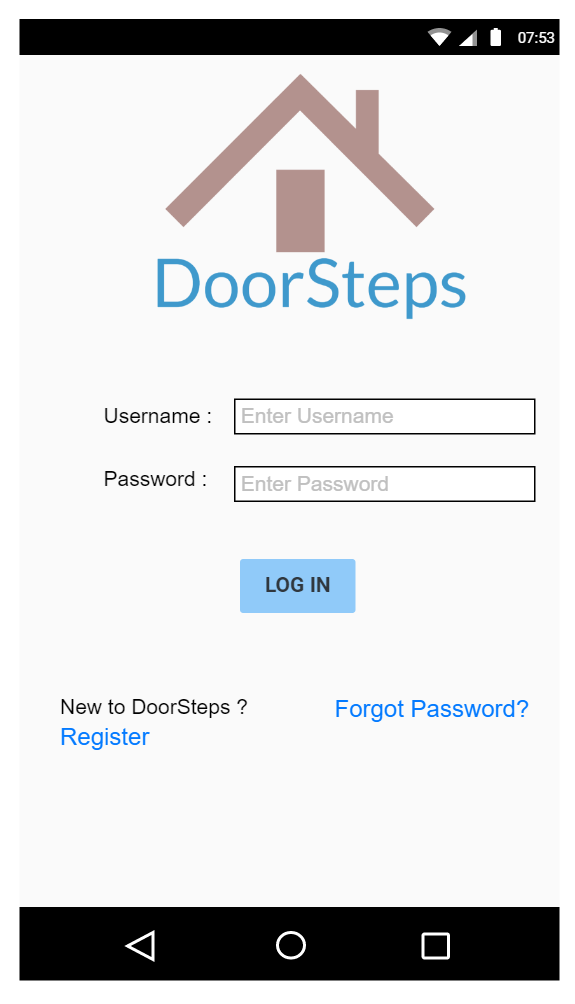 07:53
DoorSteps
Username :
Enter Username
Password :
Enter Password
LOG IN
New to DoorSteps ?
Forgot Password?
Register